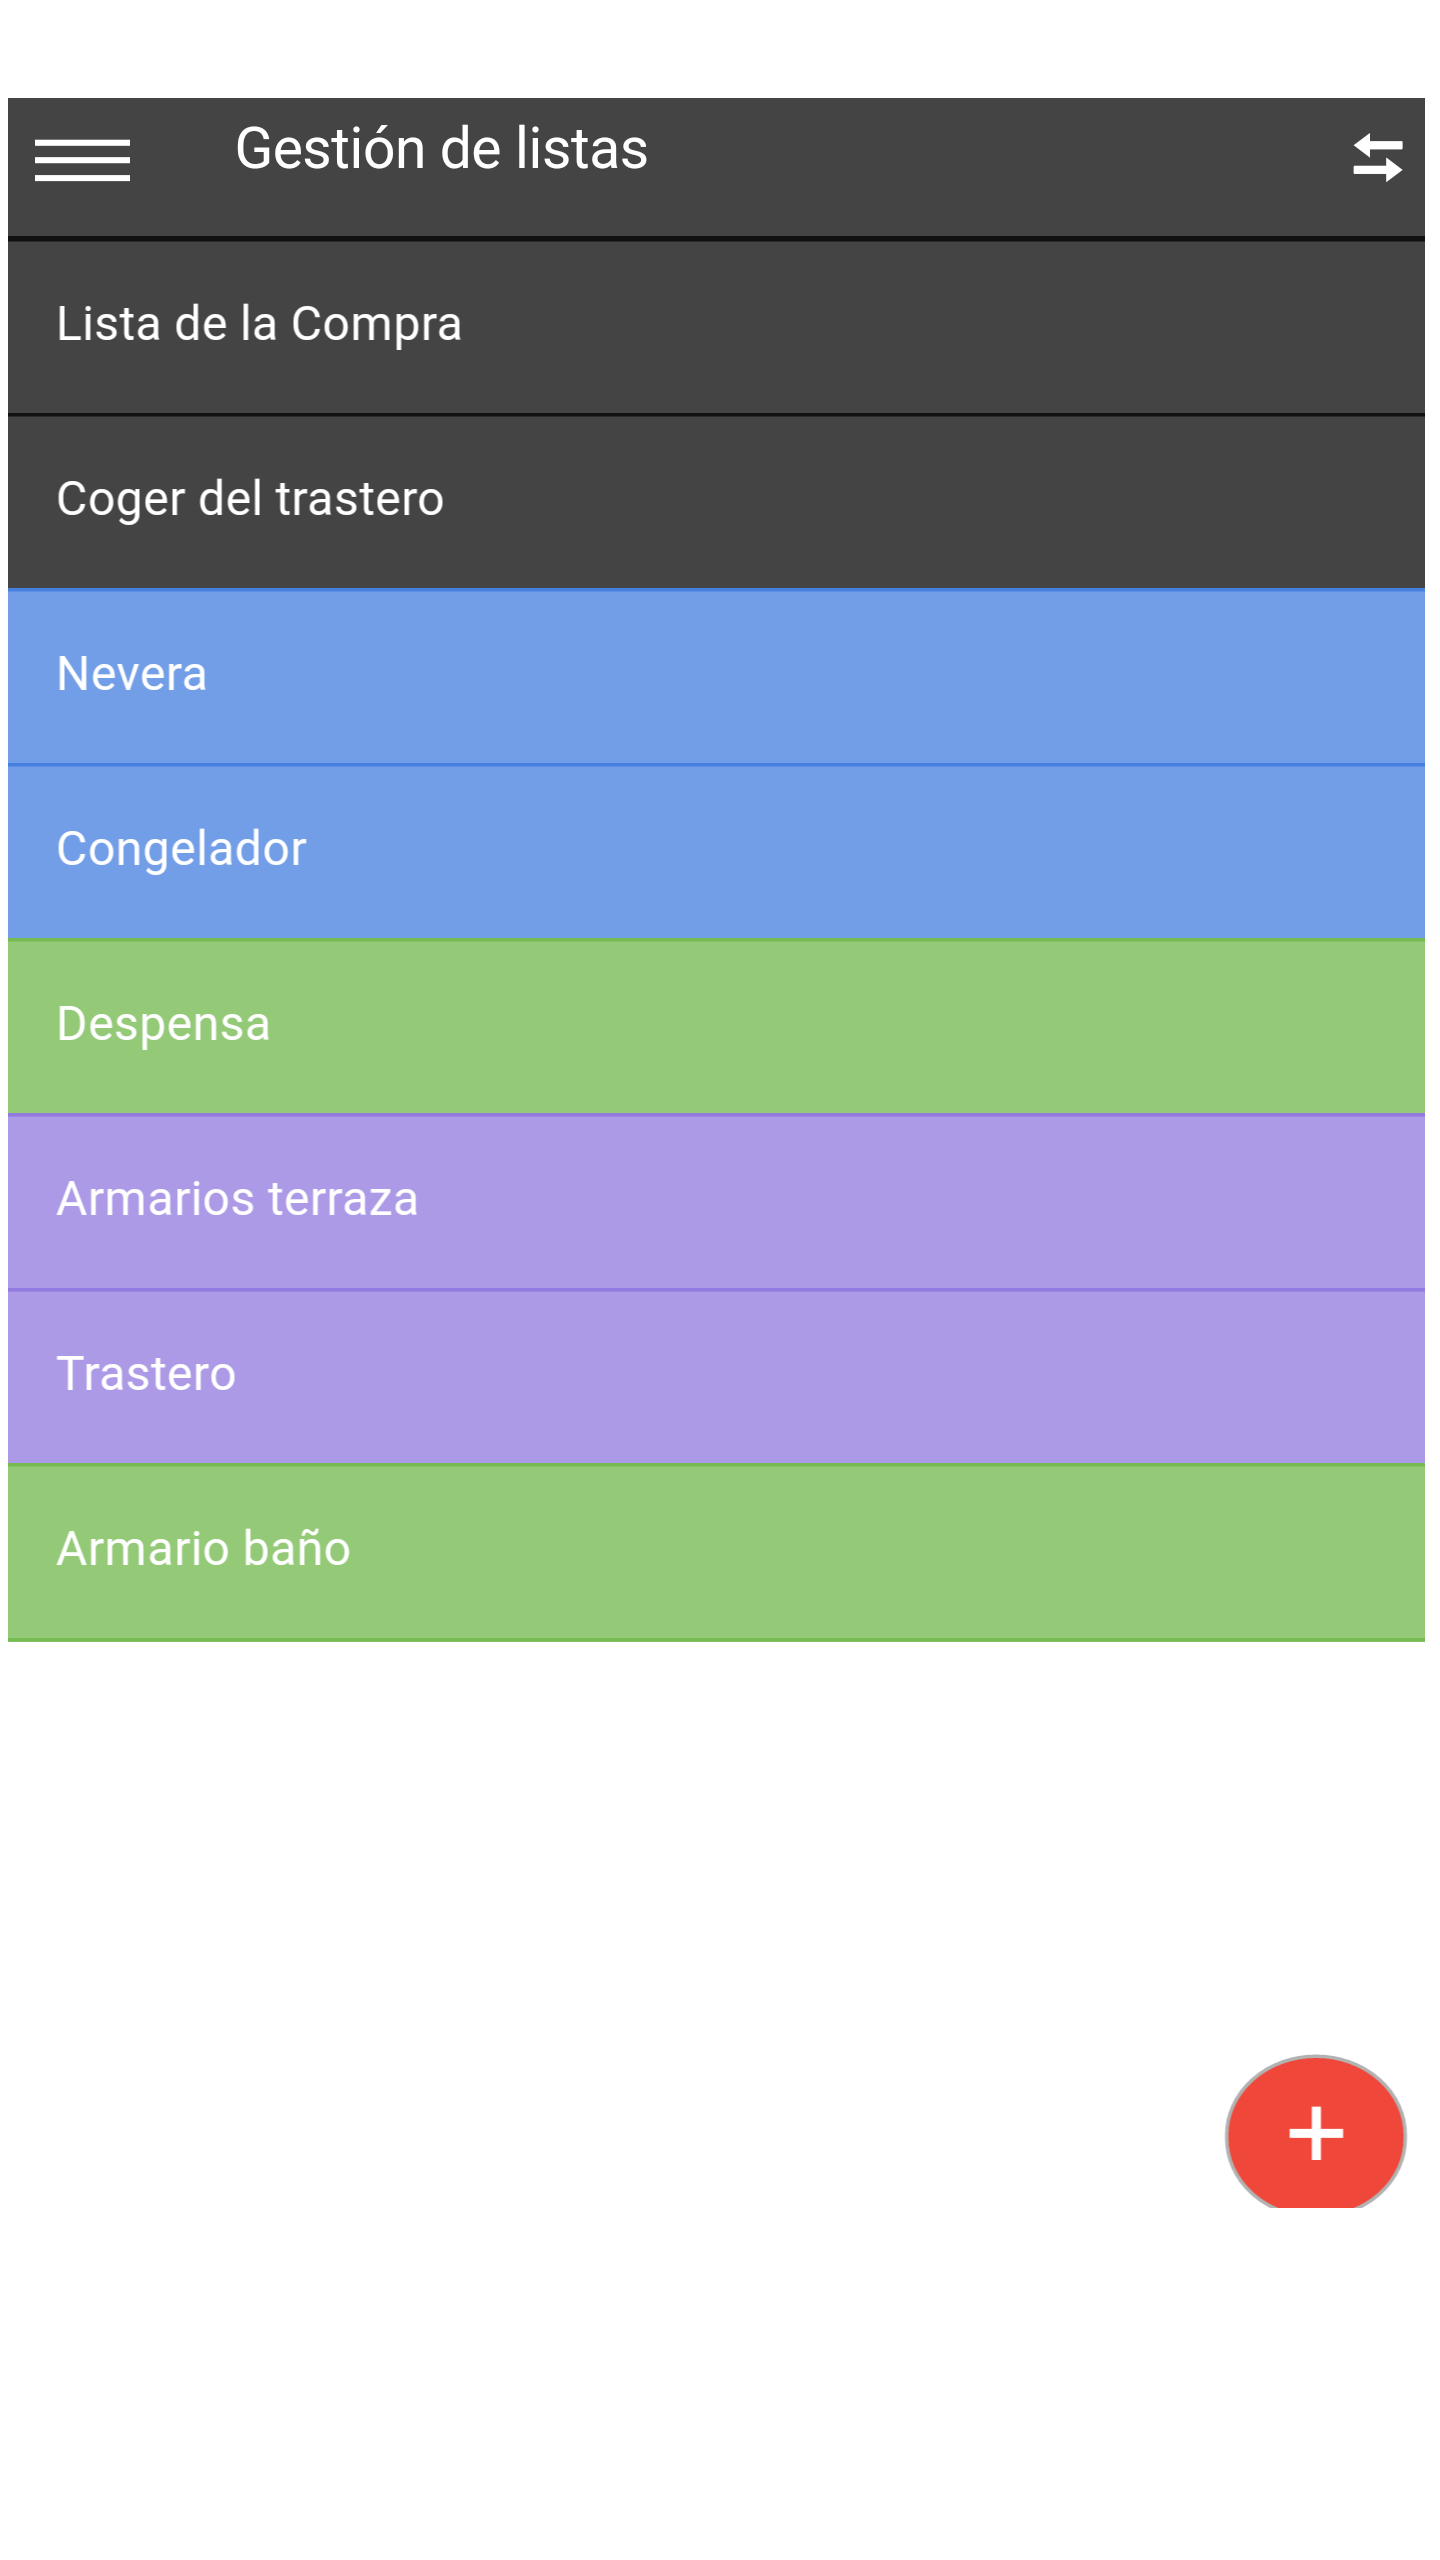 Gestión de listas
Lista de la Compra
Coger del trastero
Nevera
Congelador
Despensa
Armarios terraza
Trastero
Armario baño